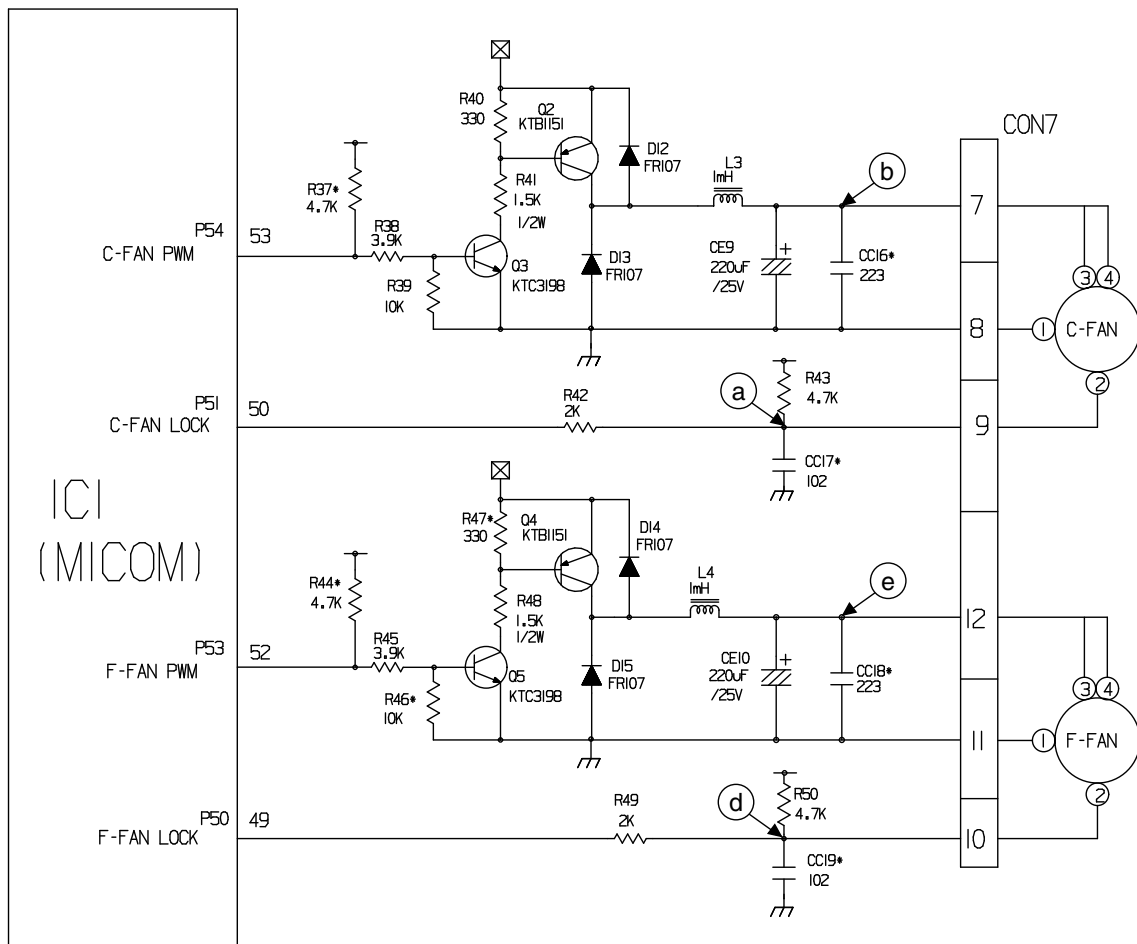 R40
330
Q2
KTB1151
CON7
D12
FR107
L3
1mH
b
R37*
4.7K
R41
1.5K
1/2W
7
P54
53
C-FAN PWM
R38
3.9K
R39
10K
Q3
KTC3198
D13
FR107
CE9
220uF
/25V
+
CC16*
223
3
4
8
1
C-FAN
2
P51
50
C-FAN LOCK
R42
2K
a
R43
4.7K
9
CC17*
102
IC1
(MICOM)
R47*
330
Q4
KTB1151
D14
FR107
L4
1mH
e
R44*
4.7K
R48
1.5K
1/2W
12
P53
52
F-FAN PWM
R45
3.9K
R46*
10K
Q5
KTC3198
D15
FR107
CE10
220uF
/25V
+
CC18*
223
3
4
11
1
F-FAN
2
P50
49
F-FAN LOCK
R49
2K
d
R50
4.7K
10
CC19*
102